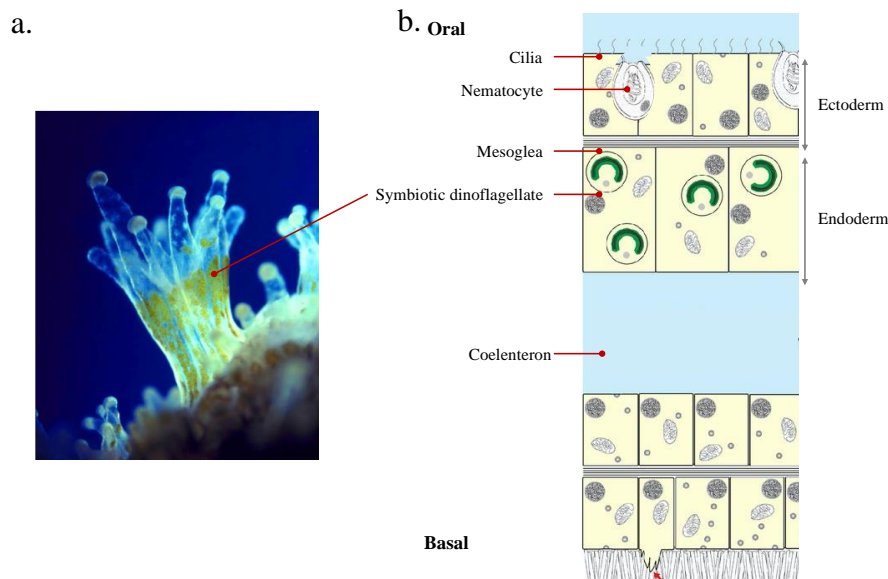 a.
b. Oral
Cilia
Nematocyte
Ectoderm
Mesoglea
Symbiotic dinoflagellate
Endoderm
Coelenteron
Basal